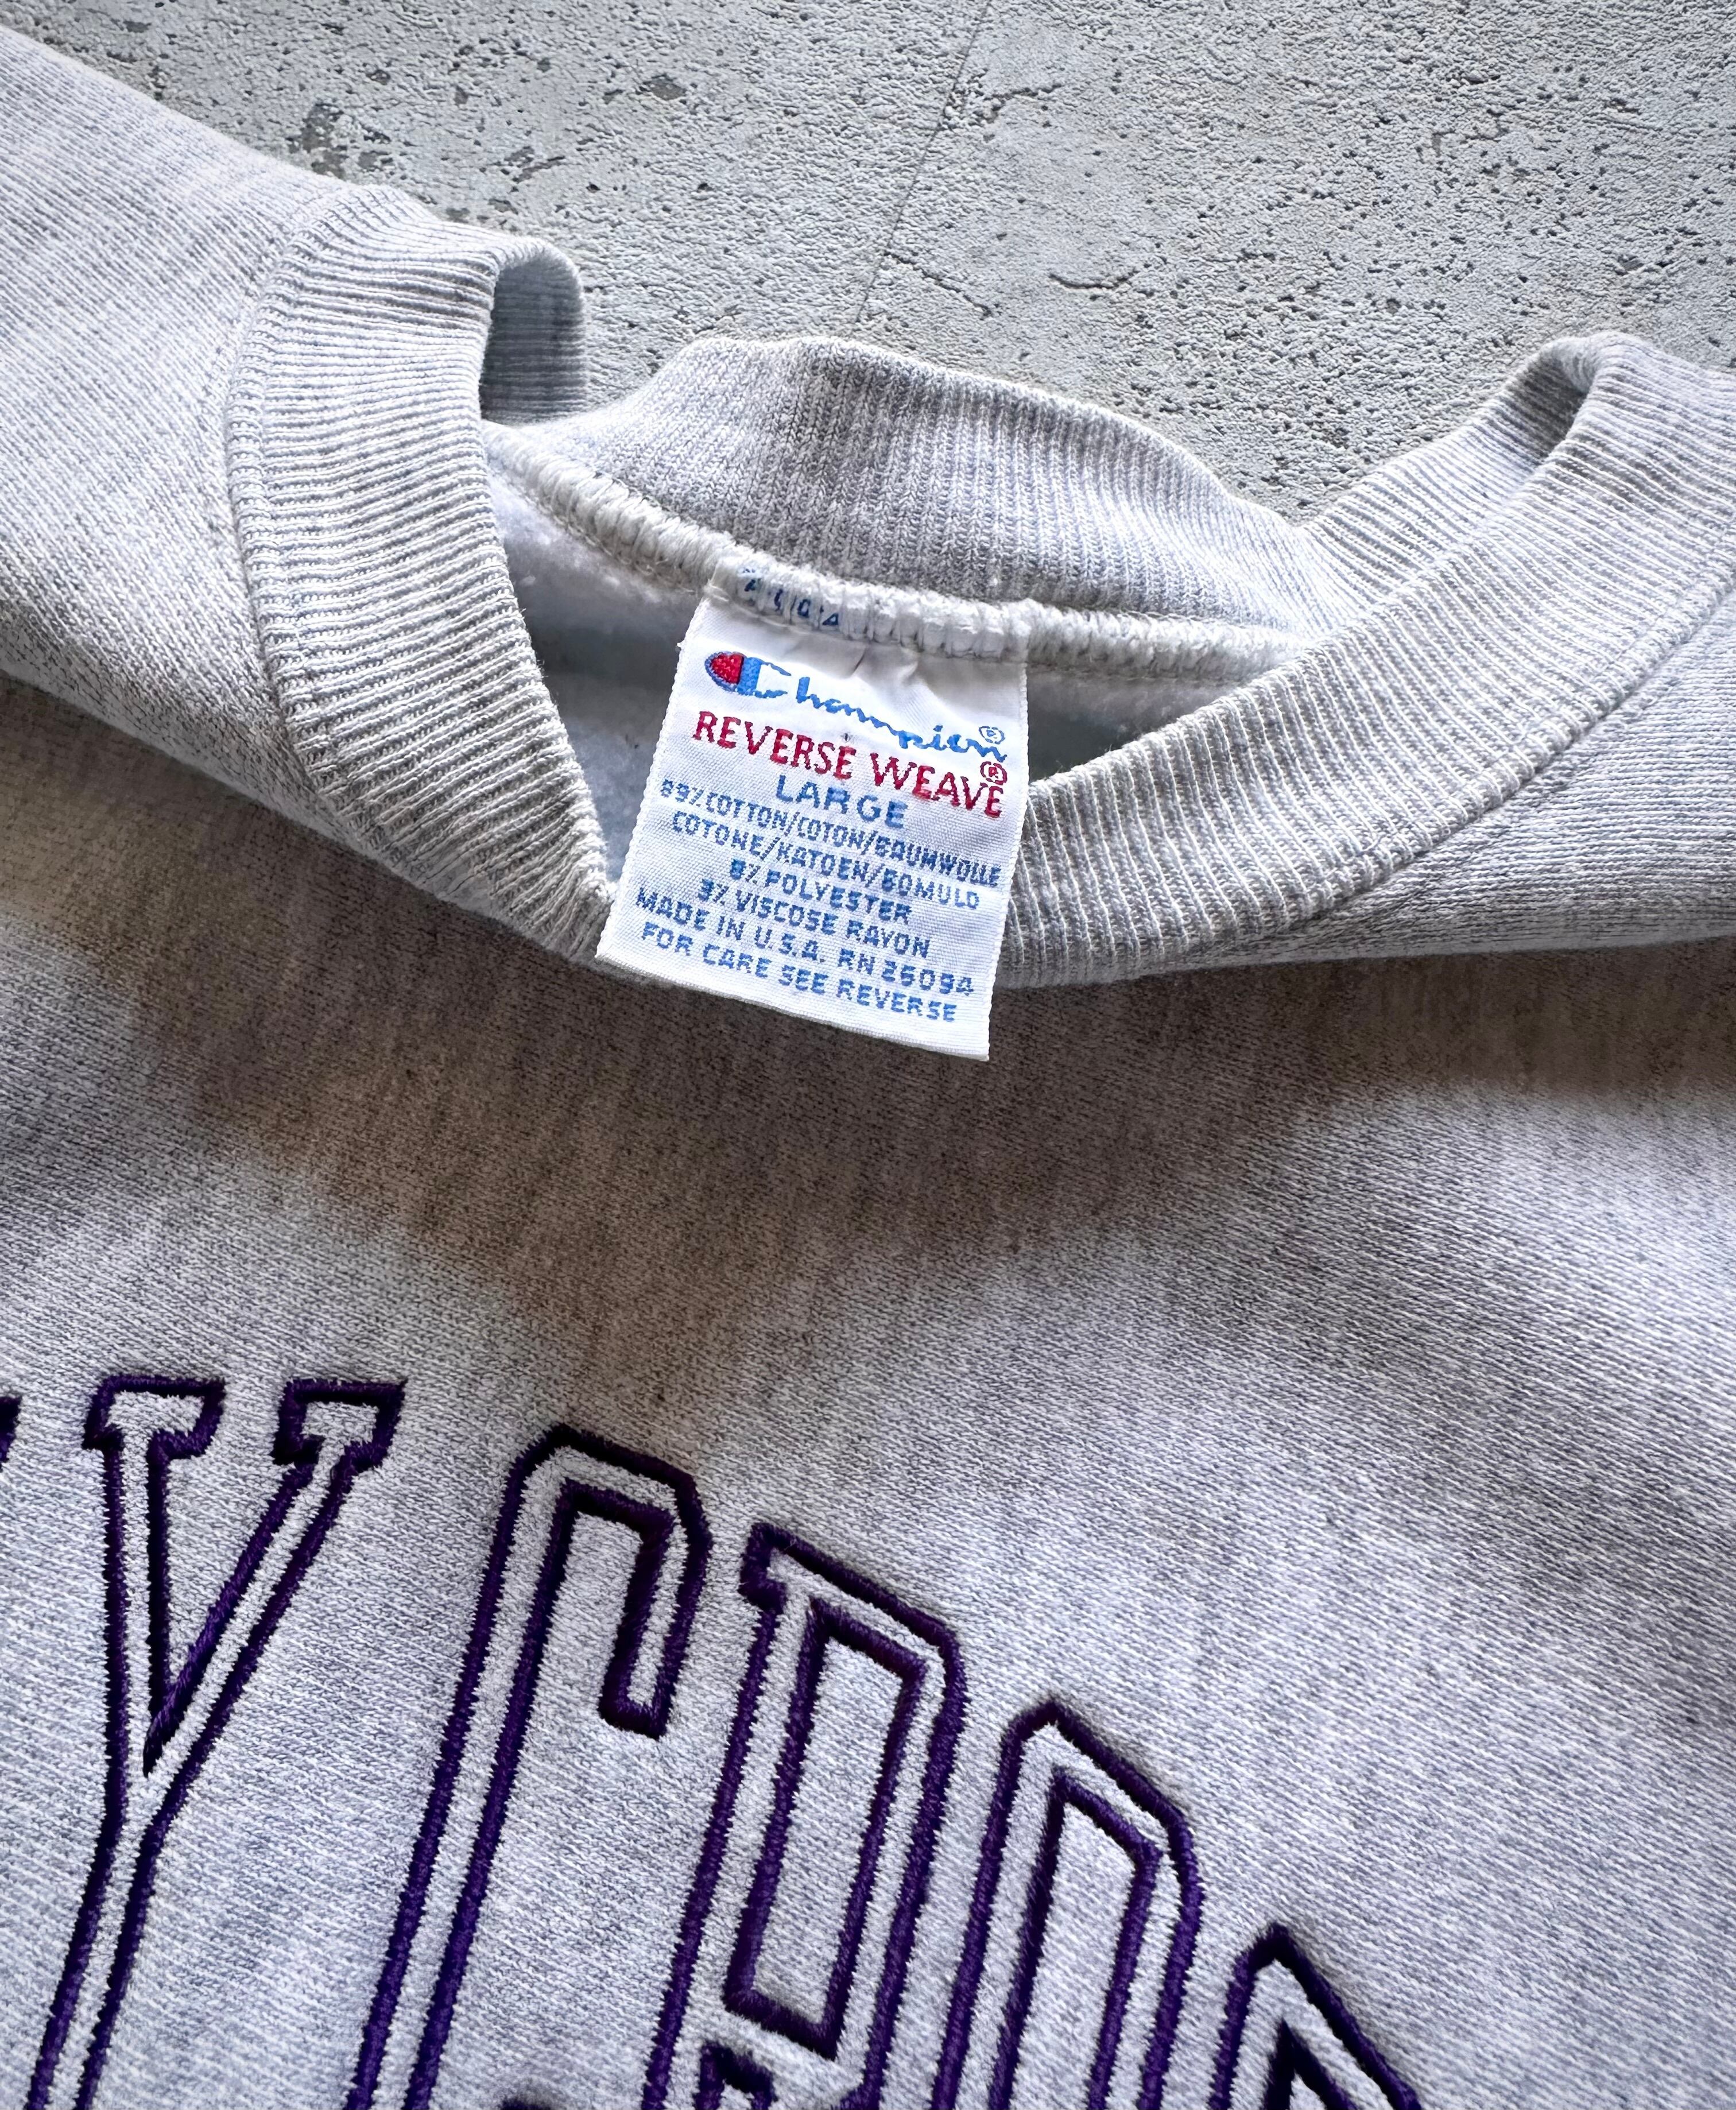 Champion®
REVERSE WEAVE®
LARGE
89% COTTON/COTON/BAUMWOLLE
COTONE/KATOEN/BOMULD
8% POLYESTER
3% VISCOSE RAYON
MADE IN U.S.A. RN 26094
FOR CARE SEE REVERSE